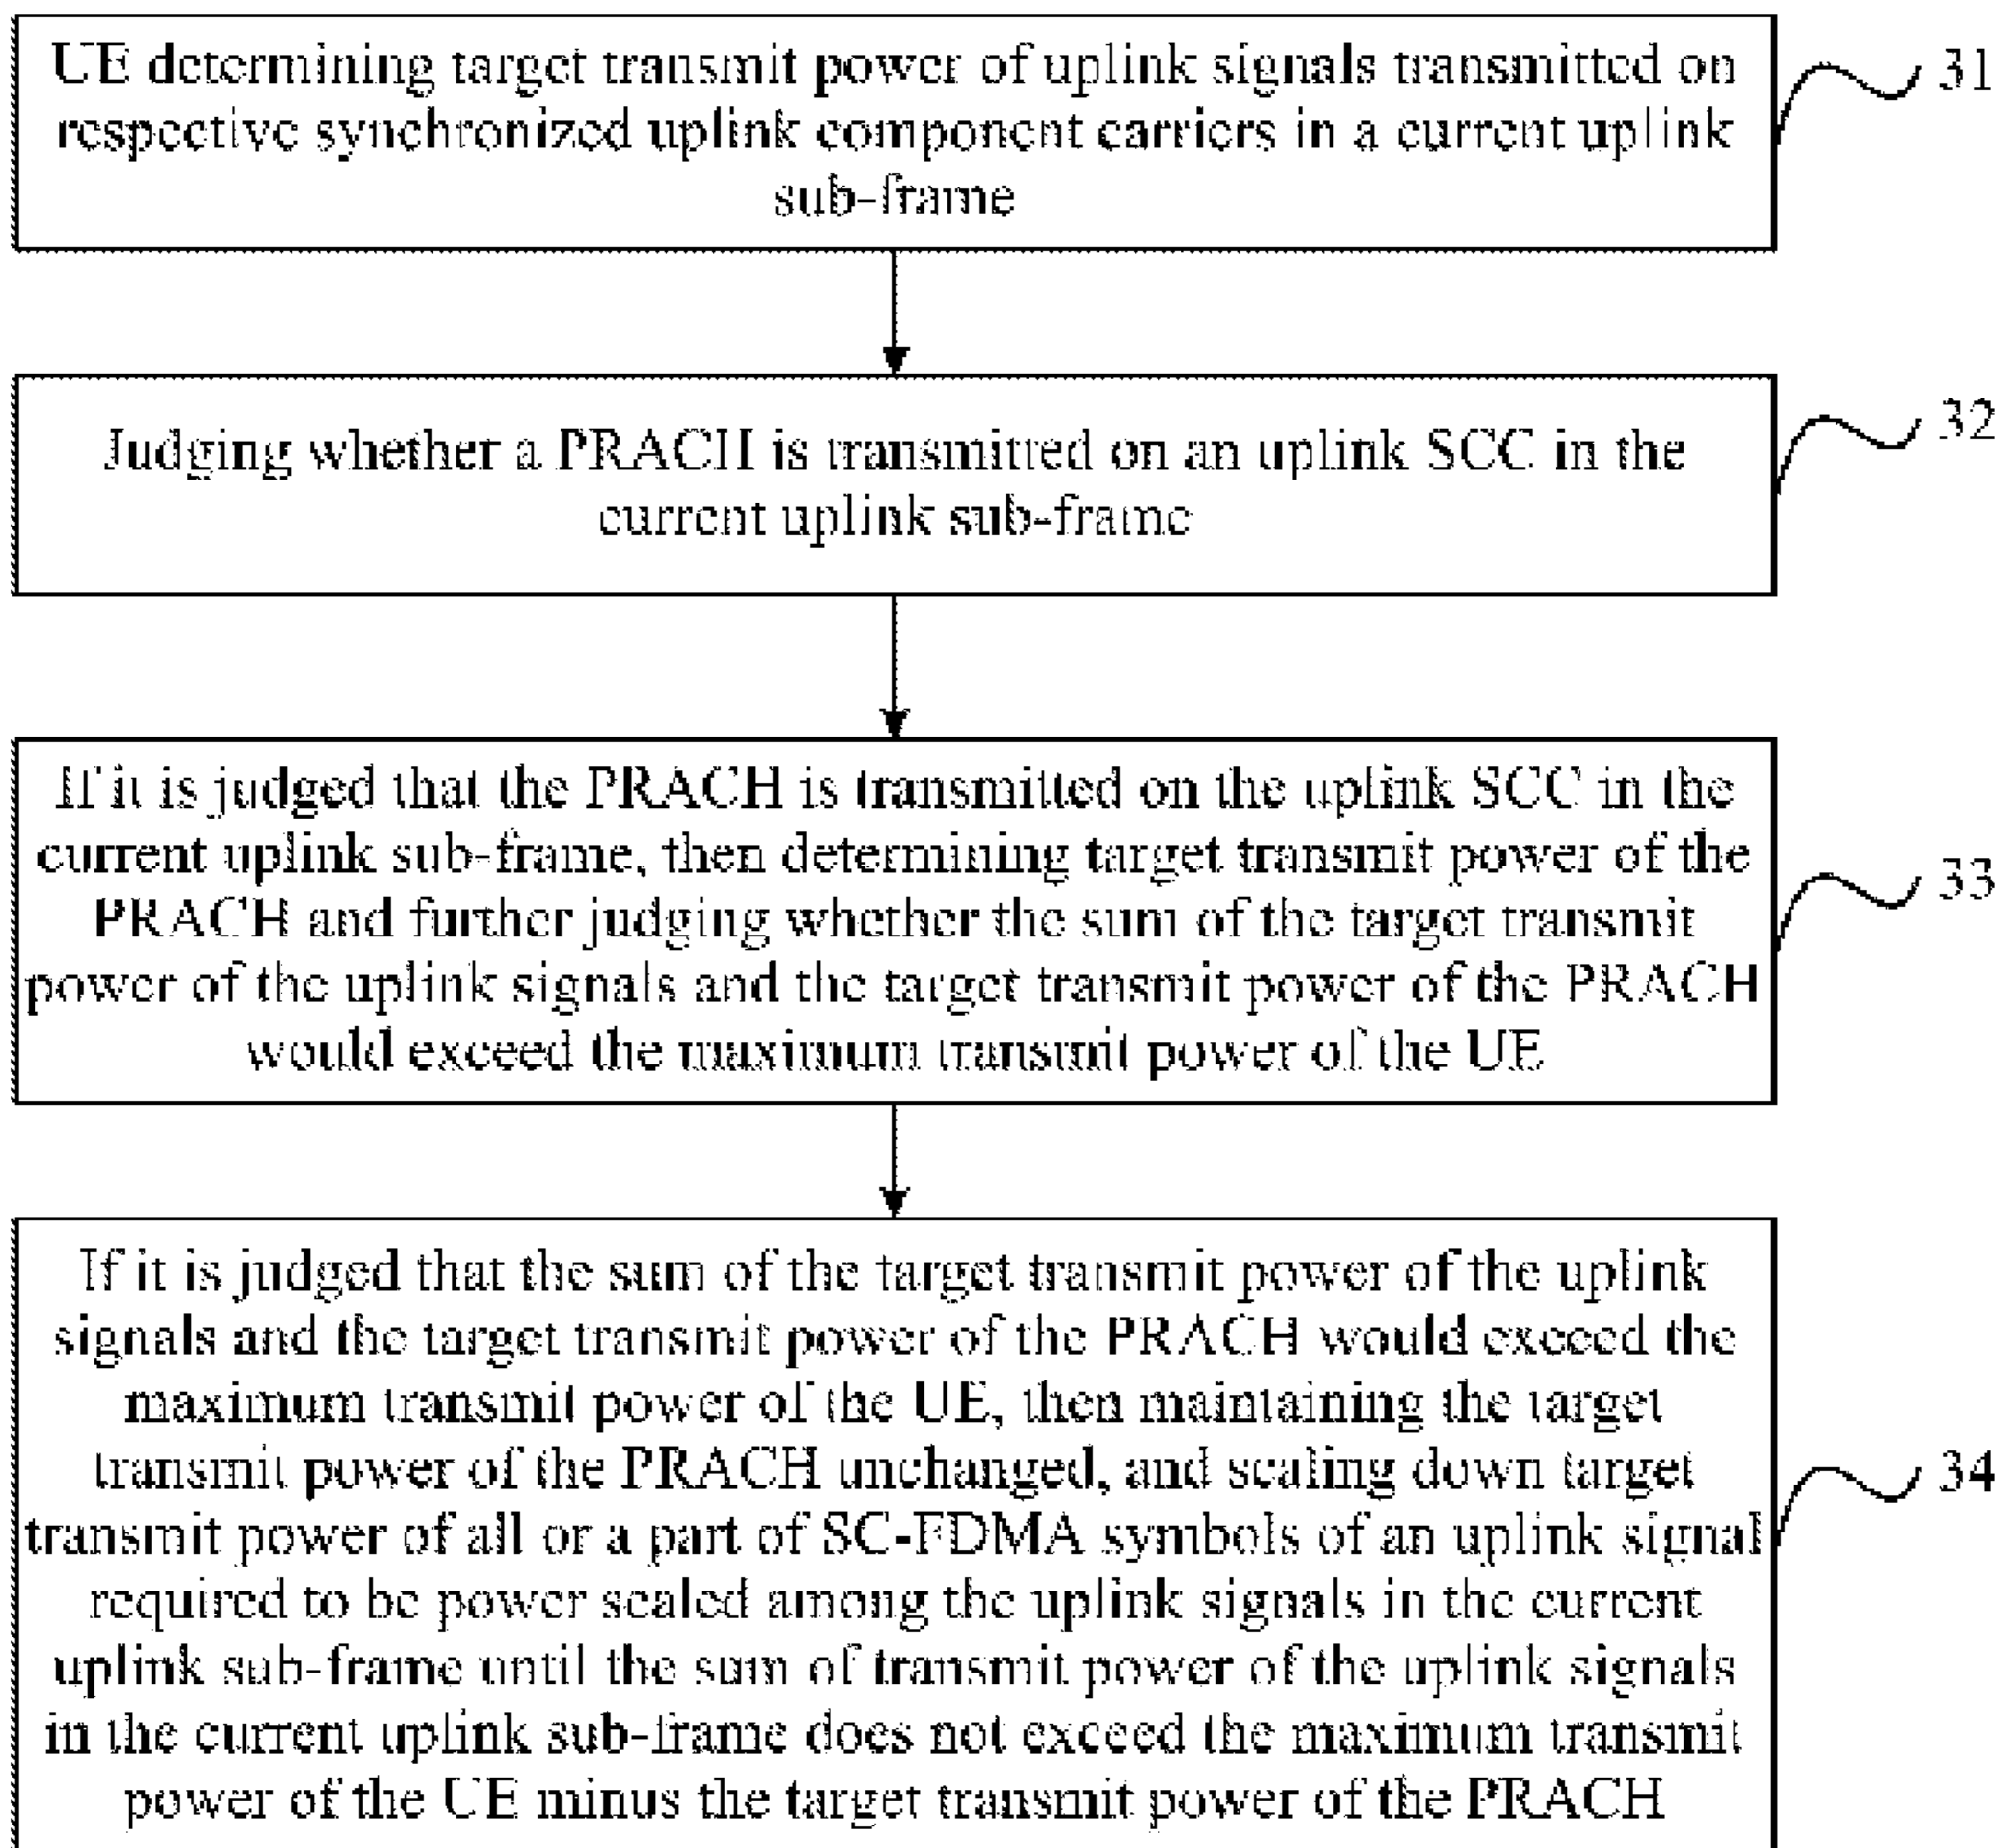 UE determining target transmit power of uplink signals transmitted on
respective synchronized uplink component carriers in a current uplink
sub-frame
31
Judging whether a PRACH is transmitted on an uplink SCC in the
current uplink sub-frame
32
If it is judged that the PRACH is transmitted on the uplink SCC in the
current uplink sub-frame, then determining target transmit power of the
PRACH and further judging whether the sum of the target transmit
power of the uplink signals and the target transmit power of the PRACH
would exceed the maximum transmit power of the UE
33
If it is judged that the sum of the target transmit power of the uplink
signals and the target transmit power of the PRACH would exceed the
maximum transmit power of the UE, then maintaining the target
transmit power of the PRACH unchanged, and scaling down target
transmit power of all or a part of SC-FDMA symbols of an uplink signal
required to be power scaled among the uplink signals in the current
uplink sub-frame until the sum of transmit power of the uplink signals
in the current uplink sub-frame does not exceed the maximum transmit
power of the UE minus the target transmit power of the PRACH
34